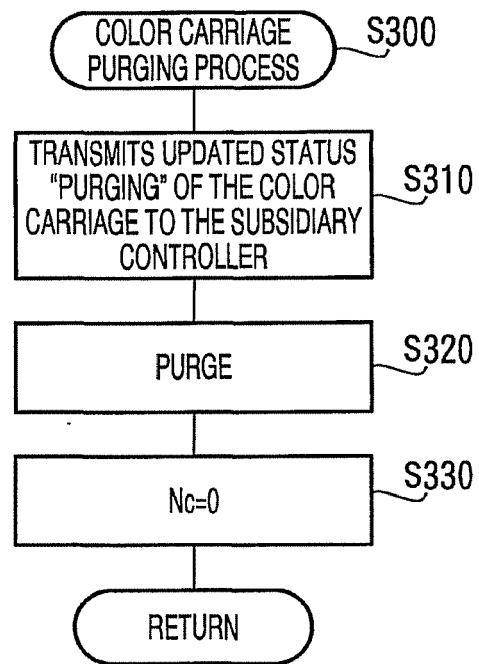 COLOR CARRIAGE
PURGING PROCESS
S300
TRANSMITS UPDATED STATUS
"PURGING" OF THE COLOR
CARRIAGE TO THE SUBSIDIARY
CONTROLLER
S310
PURGE
S320
Nc=0
S330
RETURN